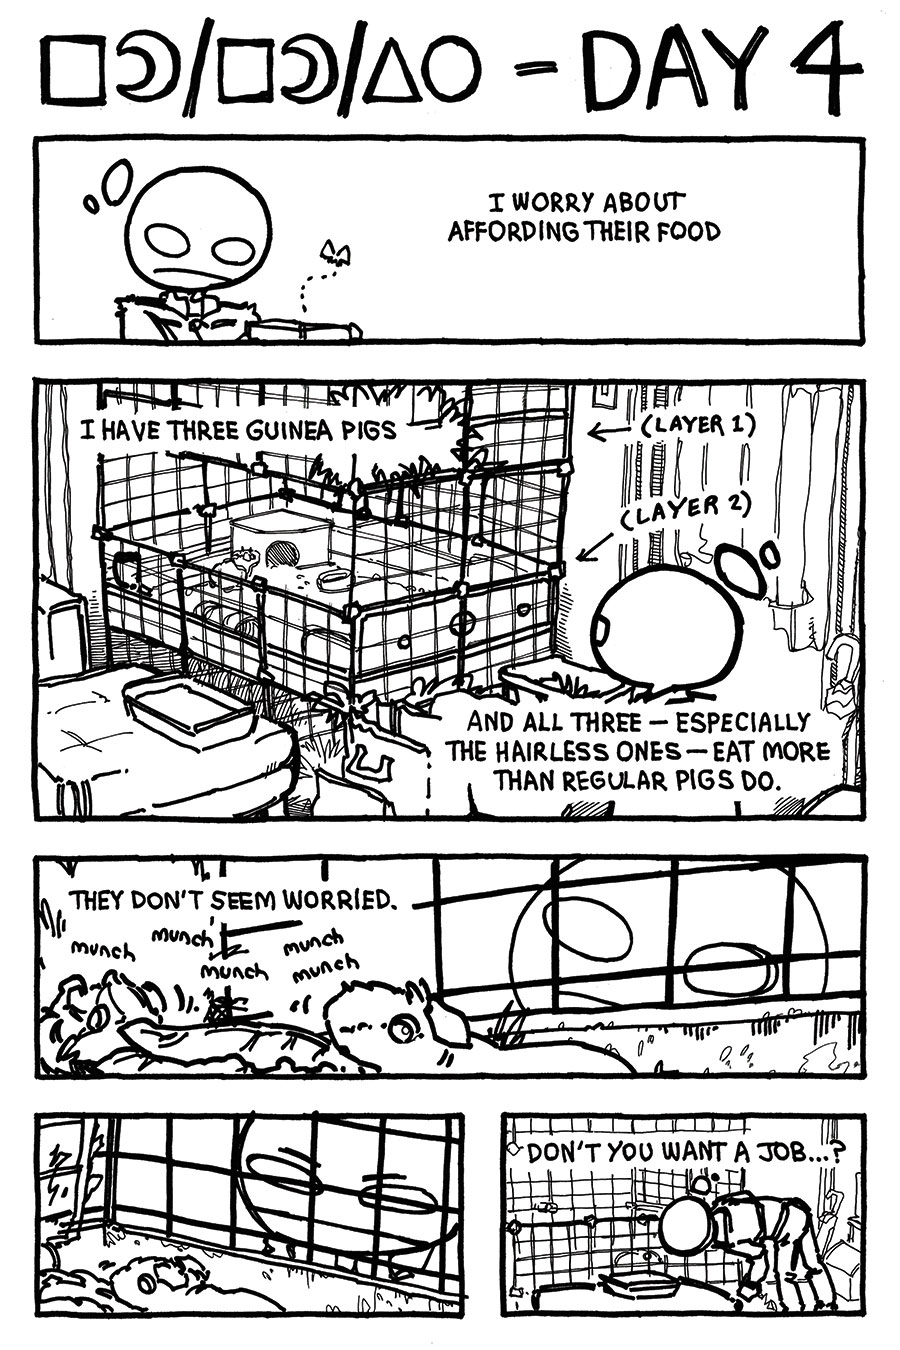 □☽/□☽/△○ - DAY 4
I WORRY ABOUT
AFFORDING THEIR FOOD
I HAVE THREE GUINEA PIGS
(LAYER 1)
(LAYER 2)
AND ALL THREE — ESPECIALLY
THE HAIRLESS ONES — EAT MORE
THAN REGULAR PIGS DO.
THEY DON'T SEEM WORRIED.
munch
munch
munch
munch
munch
DON'T YOU WANT A JOB...?